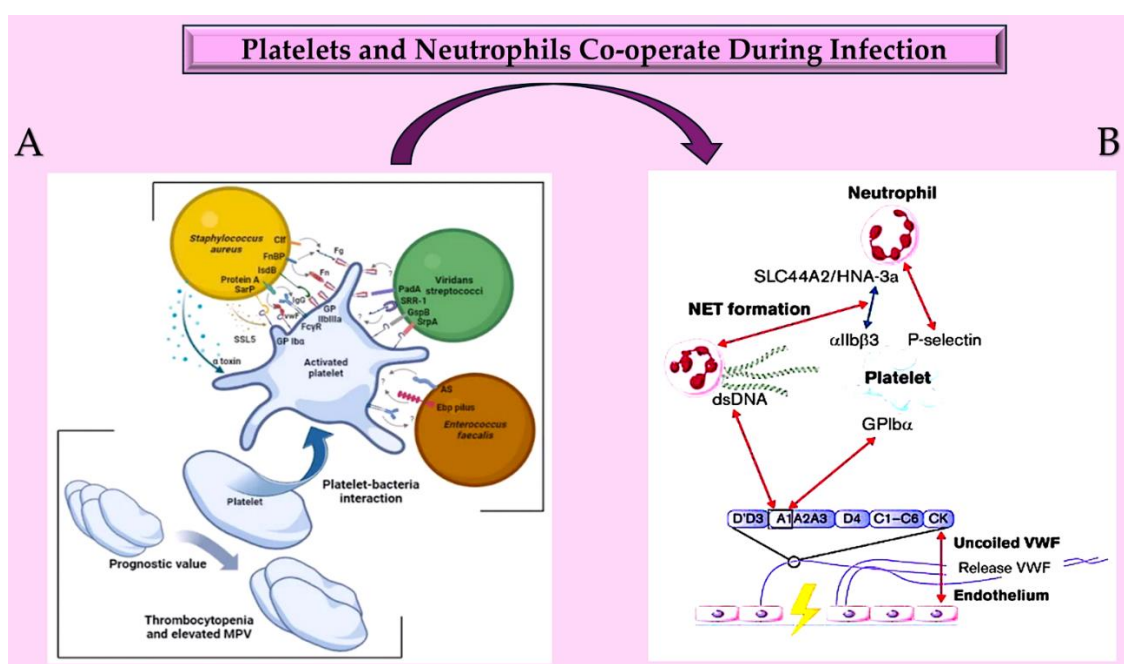 Platelets and Neutrophils Co-operate During Infection
A
B
Staphylococcus
aureus
Clf
FnBP
IsdB
Protein A
SarP
Fg
Fn
IgG
vWF
FcγR
GP
IIbIIIa
GP Ibα
SSL5
α toxin
Activated
platelet
Viridans
streptococci
PadA
SRR-1
GspB
SrpA
?
?
AS
Ebp pilus
?
Enterococcus
faecalis
Platelet-bacteria
interaction
Platelet
Prognostic value
Thrombocytopenia
and elevated MPV
Neutrophil
SLC44A2/HNA-3a
NET formation
αIIbβ3
P-selectin
Platelet
dsDNA
GPIbα
D'D3 A1 A2A3 D4 C1–C6 CK
Uncoiled VWF
Release VWF
Endothelium